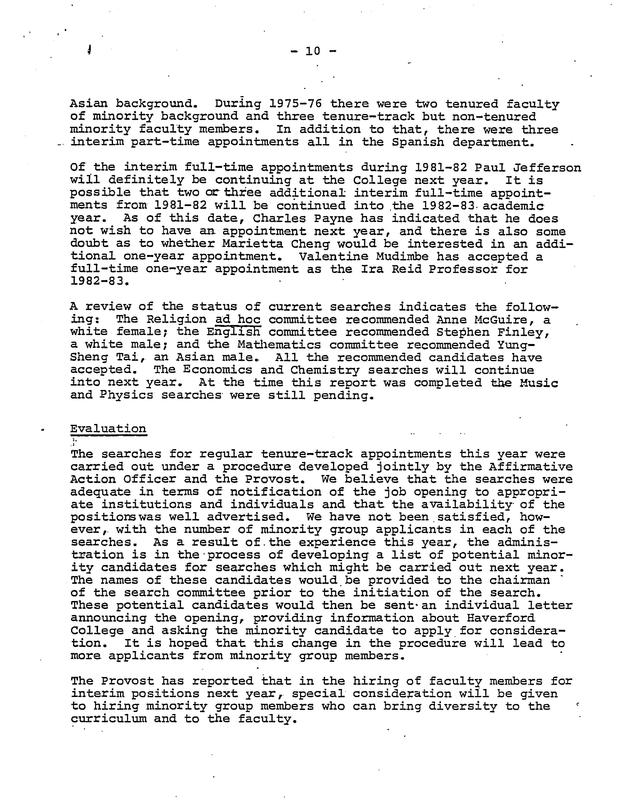 - 10 -
Asian background. During 1975-76 there were two tenured faculty
of minority background and three tenure-track but non-tenured
minority faculty members. In addition to that, there were three
interim part-time appointments all in the Spanish department.
Of the interim full-time appointments during 1981-82 Paul Jefferson
will definitely be continuing at the College next year. It is
possible that two or three additional interim full-time appoint-
ments from 1981-82 will be continued into the 1982-83 academic
year. As of this date, Charles Payne has indicated that he does
not wish to have an appointment next year, and there is also some
doubt as to whether Marietta Cheng would be interested in an addi-
tional one-year appointment. Valentine Mudimbe has accepted a
full-time one-year appointment as the Ira Reid Professor for
1982-83.
A review of the status of current searches indicates the follow-
ing: The Religion ad hoc committee recommended Anne McGuire, a
white female; the English committee recommended Stephen Finley,
a white male; and the Mathematics committee recommended Yung-
Sheng Tai, an Asian male. All the recommended candidates have
accepted. The Economics and Chemistry searches will continue
into next year. At the time this report was completed the Music
and Physics searches were still pending.
Evaluation
The searches for regular tenure-track appointments this year were
carried out under a procedure developed jointly by the Affirmative
Action Officer and the Provost. We believe that the searches were
adequate in terms of notification of the job opening to appropri-
ate institutions and individuals and that the availability of the
positions was well advertised. We have not been satisfied, how-
ever, with the number of minority group applicants in each of the
searches. As a result of the experience this year, the adminis-
tration is in the process of developing a list of potential minor-
ity candidates for searches which might be carried out next year.
The names of these candidates would be provided to the chairman
of the search committee prior to the initiation of the search.
These potential candidates would then be sent an individual letter
announcing the opening, providing information about Haverford
College and asking the minority candidate to apply for considera-
tion. It is hoped that this change in the procedure will lead to
more applicants from minority group members.
The Provost has reported that in the hiring of faculty members for
interim positions next year, special consideration will be given
to hiring minority group members who can bring diversity to the
curriculum and to the faculty.